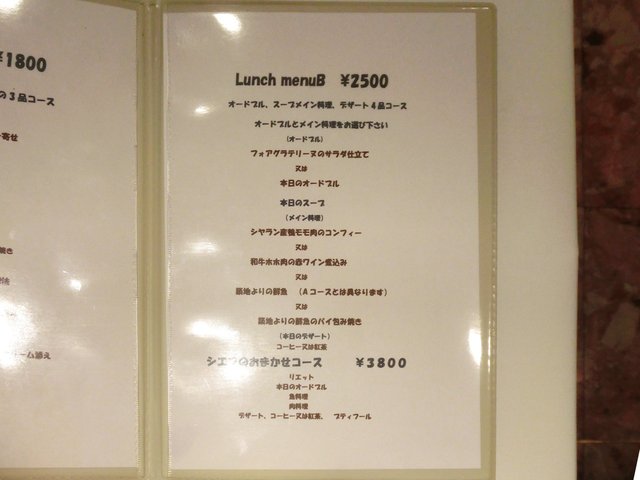 ¥1800
の3品コース
寄せ
焼き
ーム添え
Lunch menuB ¥2500
オードブル、スープメイン料理、デザート4品コース
オードブルとメイン料理をお選び下さい
(オードブル)
フォアグラテリーヌのサラダ仕立て
又は
本日のオードブル
本日のスープ
(メイン料理)
シャラン産鴨モモ肉のコンフィー
又は
和牛ホホ肉の赤ワイン煮込み
又は
築地よりの鮮魚 (Aコースとは異なります)
又は
築地よりの鮮魚のパイ包み焼き
(本日のデザート)
コーヒー又は紅茶
シェフのおまかせコース ¥3800
リエット
本日のオードブル
魚料理
肉料理
デザート、コーヒー又は紅茶、 プティフール